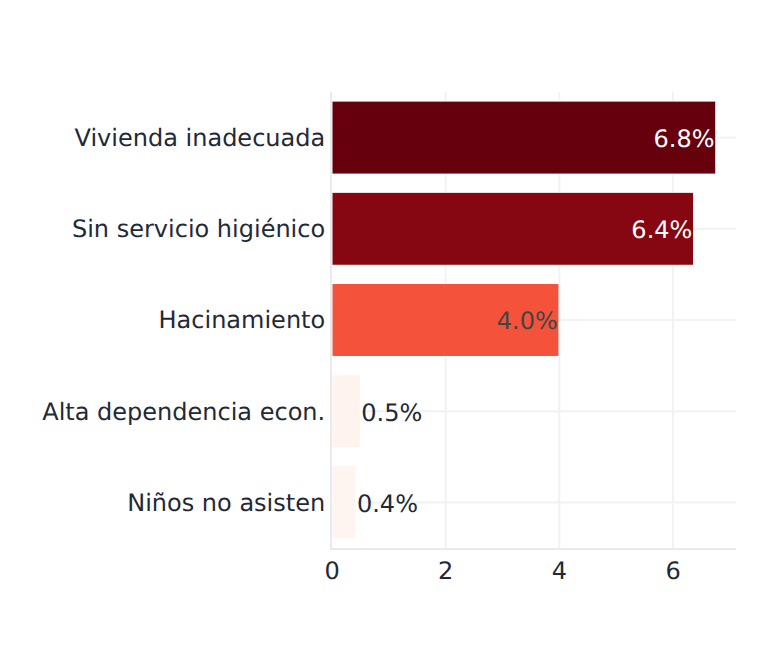 Vivienda inadecuada 6.8%
Sin servicio higiénico 6.4%
Hacinamiento 4.0%
Alta dependencia econ. 0.5%
Niños no asisten 0.4%
0 2 4 6